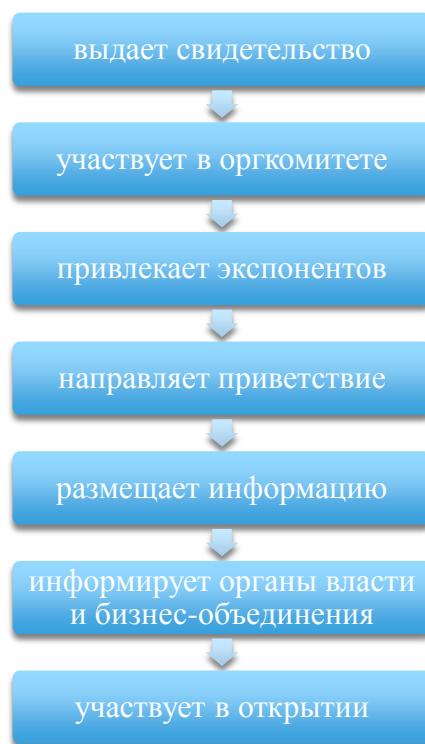 выдает свидетельство
участвует в оргкомитете
привлекает экспонентов
направляет приветствие
размещает информацию
информирует органы власти
и бизнес-объединения
участвует в открытии